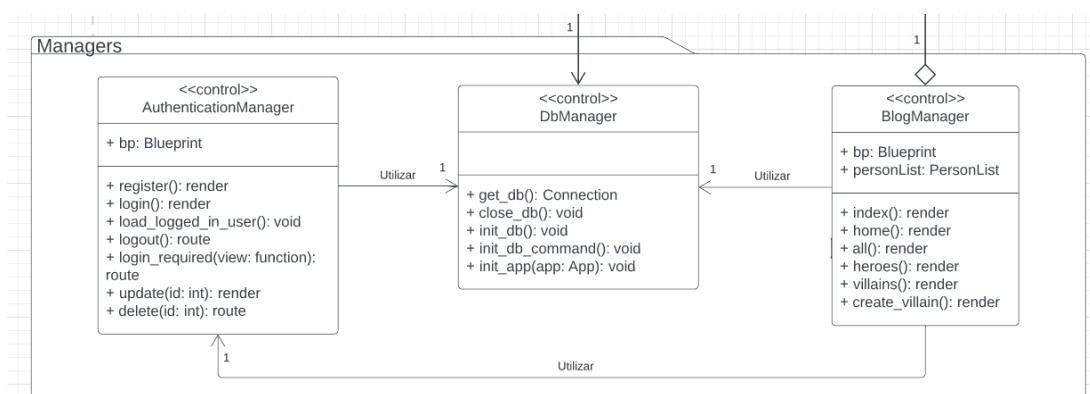 1
1
Managers
<<control>>
AuthenticationManager
+ bp: Blueprint
+ register(): render
+ login(): render
+ load_logged_in_user(): void
+ logout(): route
+ login_required(view: function):
route
+ update(id: int): render
+ delete(id: int): route
Utilizar
1
<<control>>
DbManager
+ get_db(): Connection
+ close_db(): void
+ init_db(): void
+ init_db_command(): void
+ init_app(app: App): void
1
Utilizar
<<control>>
BlogManager
+ bp: Blueprint
+ personList: PersonList
+ index(): render
+ home(): render
+ all(): render
+ heroes(): render
+ villains(): render
+ create_villain(): render
1
Utilizar